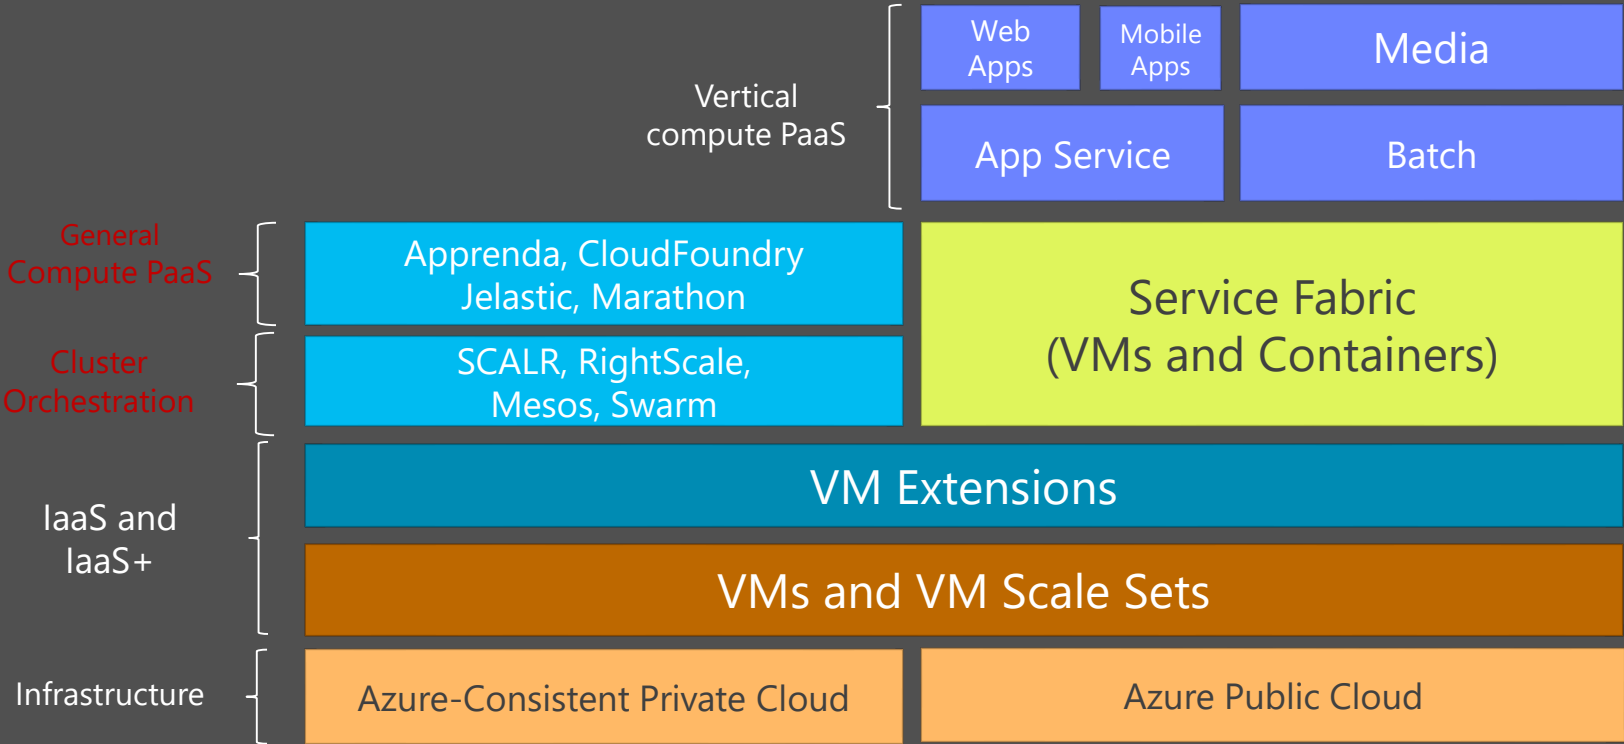 Web
Apps
Mobile
Apps
Media
Vertical
compute PaaS
App Service
Batch
General
Compute PaaS
Apprenda, CloudFoundry
Jelastic, Marathon
Service Fabric
(VMs and Containers)
Cluster
Orchestration
SCALR, RightScale,
Mesos, Swarm
IaaS and
IaaS+
VM Extensions
VMs and VM Scale Sets
Infrastructure
Azure-Consistent Private Cloud
Azure Public Cloud